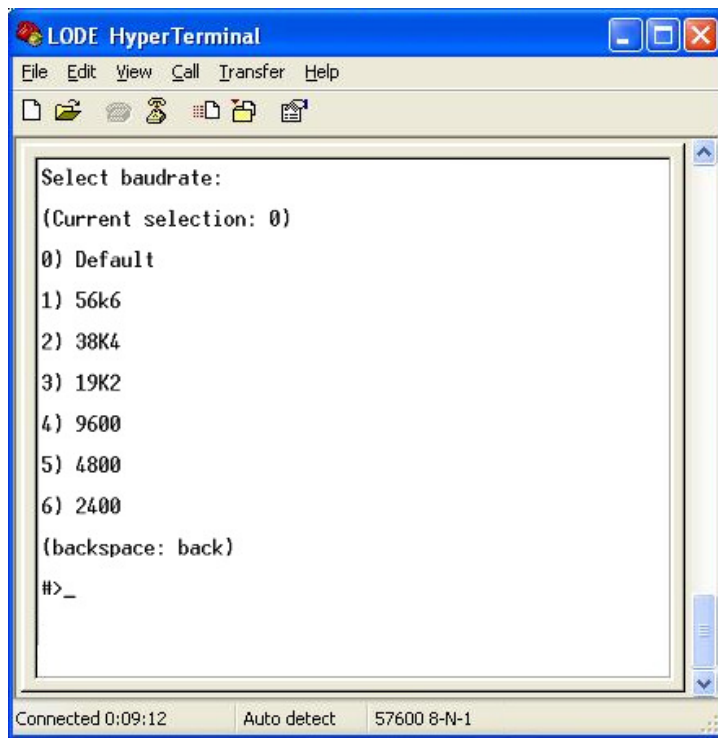 LODE HyperTerminal
File Edit View Call Transfer Help
Select baudrate:
(Current selection: 0)
0) Default
1) 56k6
2) 38K4
3) 19K2
4) 9600
5) 4800
6) 2400
(backspace: back)
#>_
Connected 0:09:12 Auto detect 57600 8-N-1